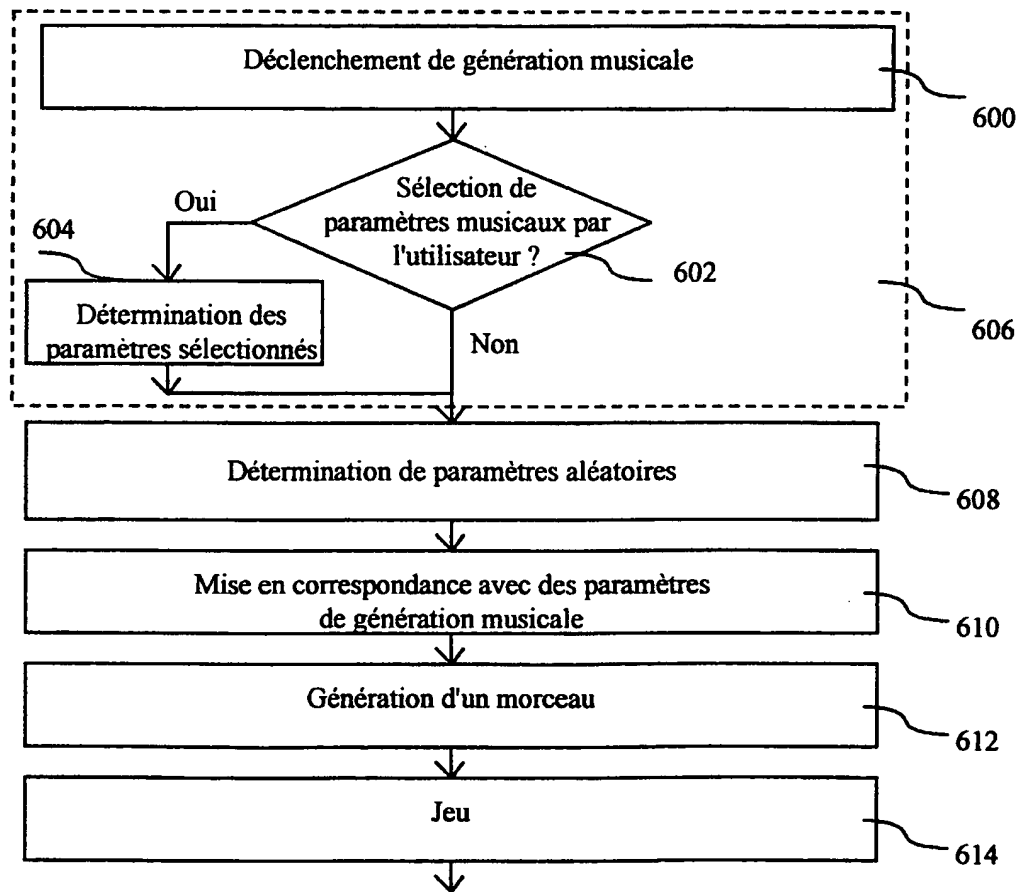 Déclenchement de génération musicale
600
Sélection de
paramètres musicaux par
l'utilisateur ?
602
Oui
604
Détermination des
paramètres sélectionnés
Non
606
Détermination de paramètres aléatoires
608
Mise en correspondance avec des paramètres
de génération musicale
610
Génération d'un morceau
612
Jeu
614